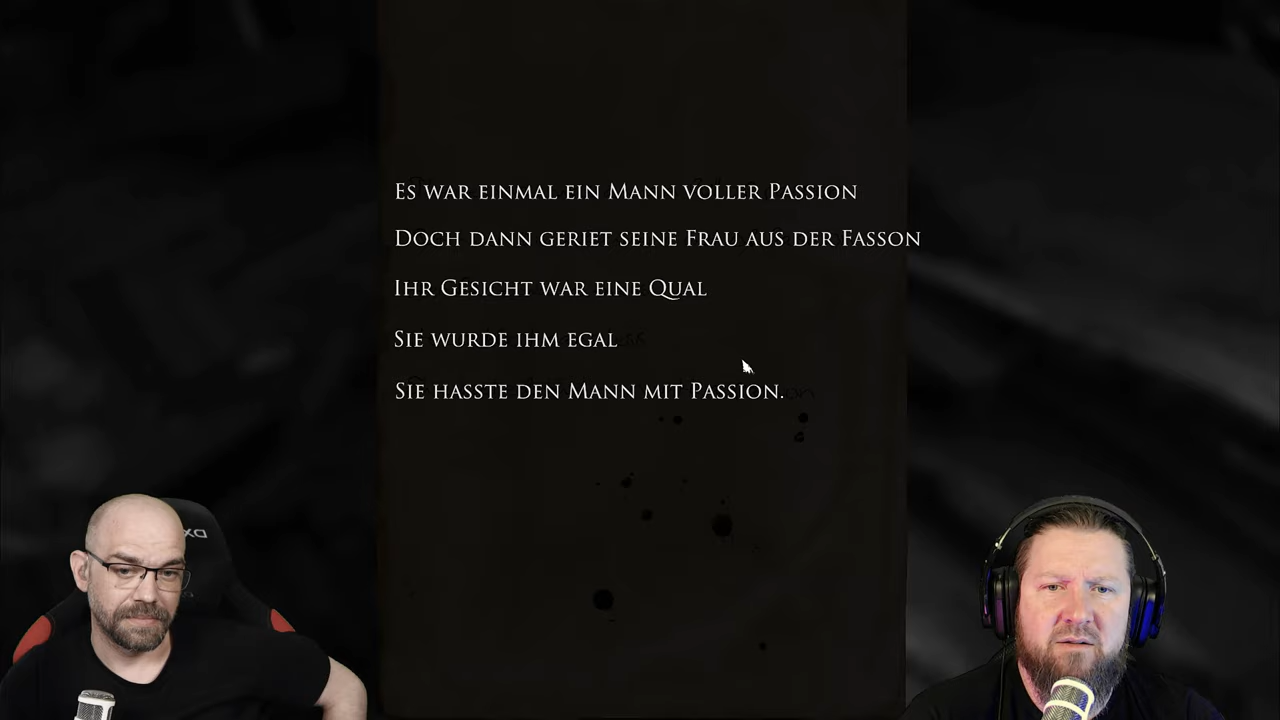 Es war einmal ein Mann voller Passion
Doch dann geriet seine Frau aus der Fasson
Ihr Gesicht war eine Qual
Sie wurde ihm egal
Sie hasste den Mann mit Passion.